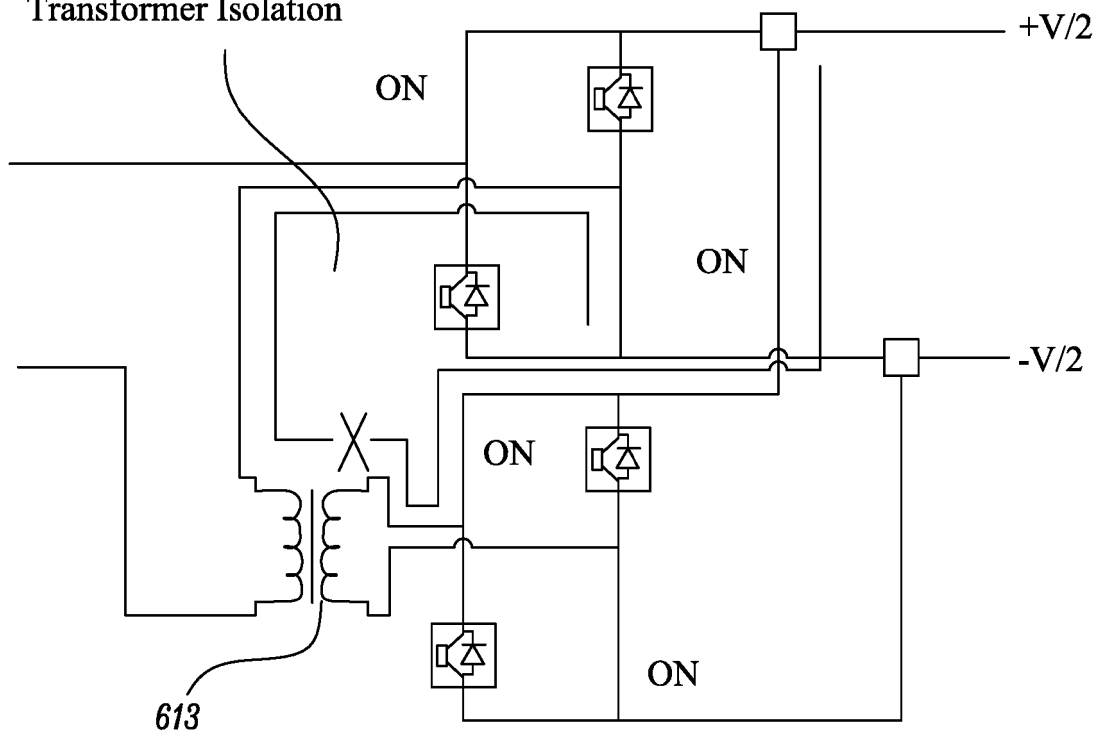 Transformer Isolation
+V/2
ON
ON
-V/2
ON
ON
613